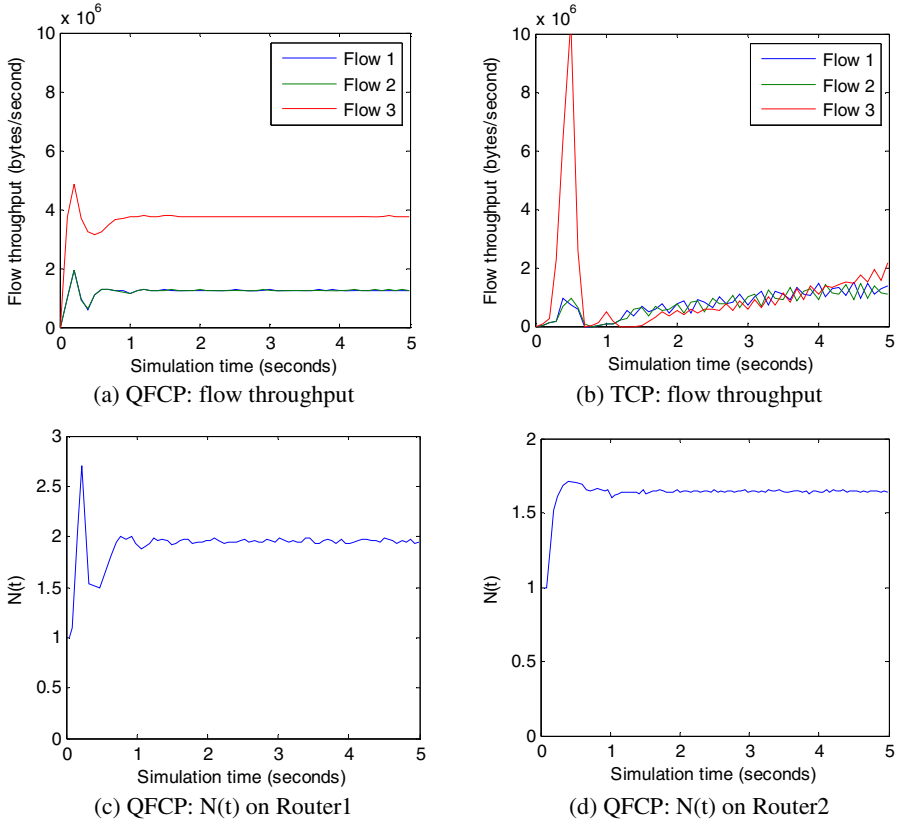 x 10⁶
Flow throughput (bytes/second)
10
8
6
4
2
0
0 1 2 3 4 5
Simulation time (seconds)
Flow 1
Flow 2
Flow 3
(a) QFCP: flow throughput
x 10⁶
Flow throughput (bytes/second)
10
8
6
4
2
0
0 1 2 3 4 5
Simulation time (seconds)
Flow 1
Flow 2
Flow 3
(b) TCP: flow throughput
N(t)
3
2.5
2
1.5
1
0.5
0
0 1 2 3 4 5
Simulation time (seconds)
(c) QFCP: N(t) on Router1
N(t)
2
1.5
1
0.5
0
0 1 2 3 4 5
Simulation time (seconds)
(d) QFCP: N(t) on Router2